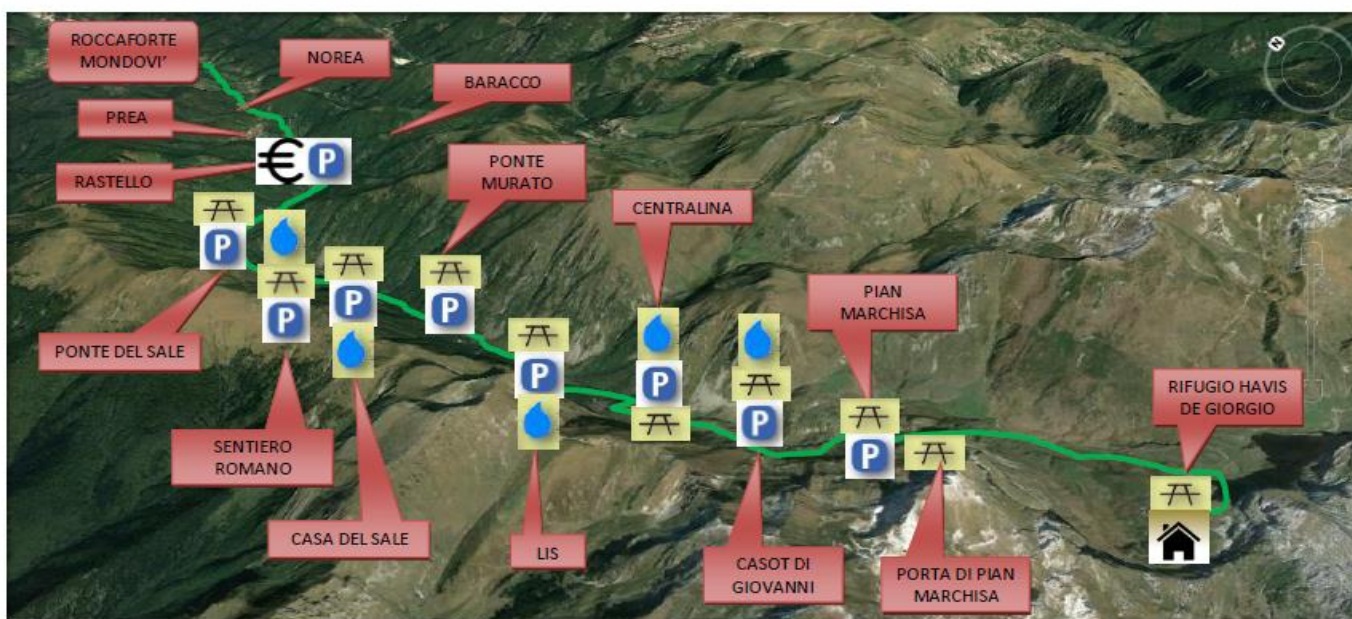 ROCCAFORTE
MONDOVI'
NOREA
BARACCO
PREA
PONTE
MURATO
€ P
RASTELLO
CENTRALINA
P
P
P
P
PIAN
MARCHISA
P
P
P
P
PONTE DEL SALE
RIFUGIO HAVIS
DE GIORGIO
SENTIERO
ROMANO
CASA DEL SALE
LIS
CASOT DI
GIOVANNI
PORTA DI PIAN
MARCHISA
N